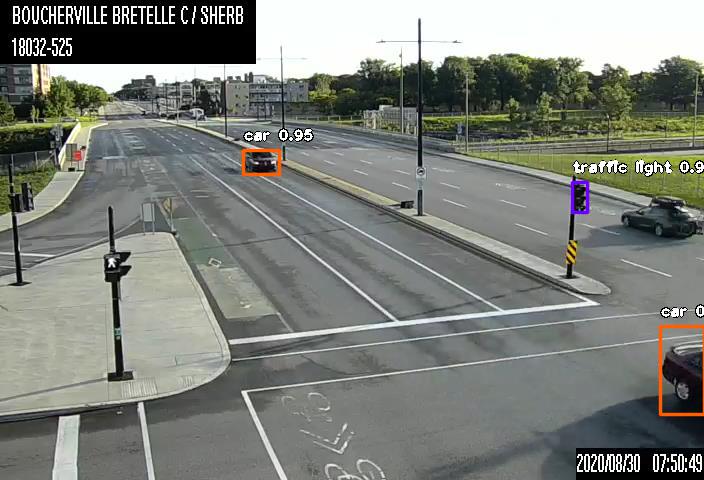 BOUCHERVILLE BRETELLE C / SHERB
18032-525
car 0.95
traffic light 0.9
car 0
2020/08/30 07:50:49